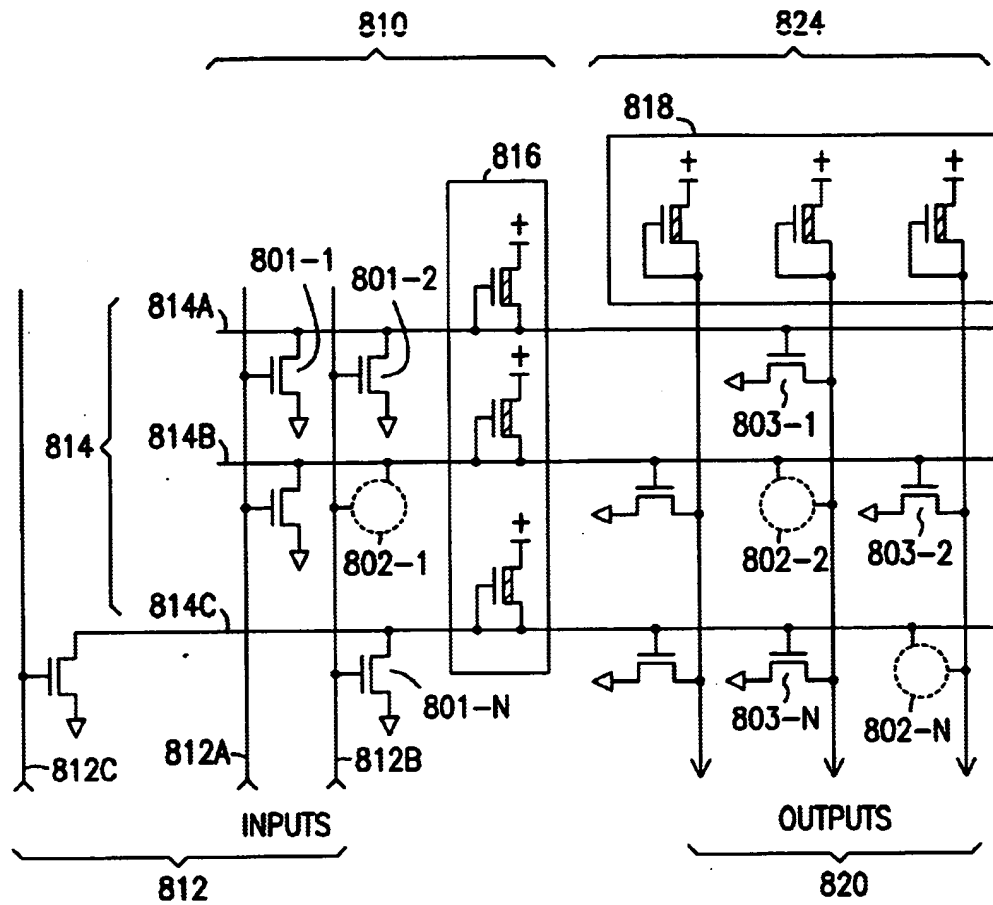 810
824
818
816
+ + +
+
801-1
801-2
814A
+
803-1
814
814B
802-1
802-2
803-2
+
814C
801-N
803-N
802-N
812C
812A
812B
INPUTS
OUTPUTS
812
820